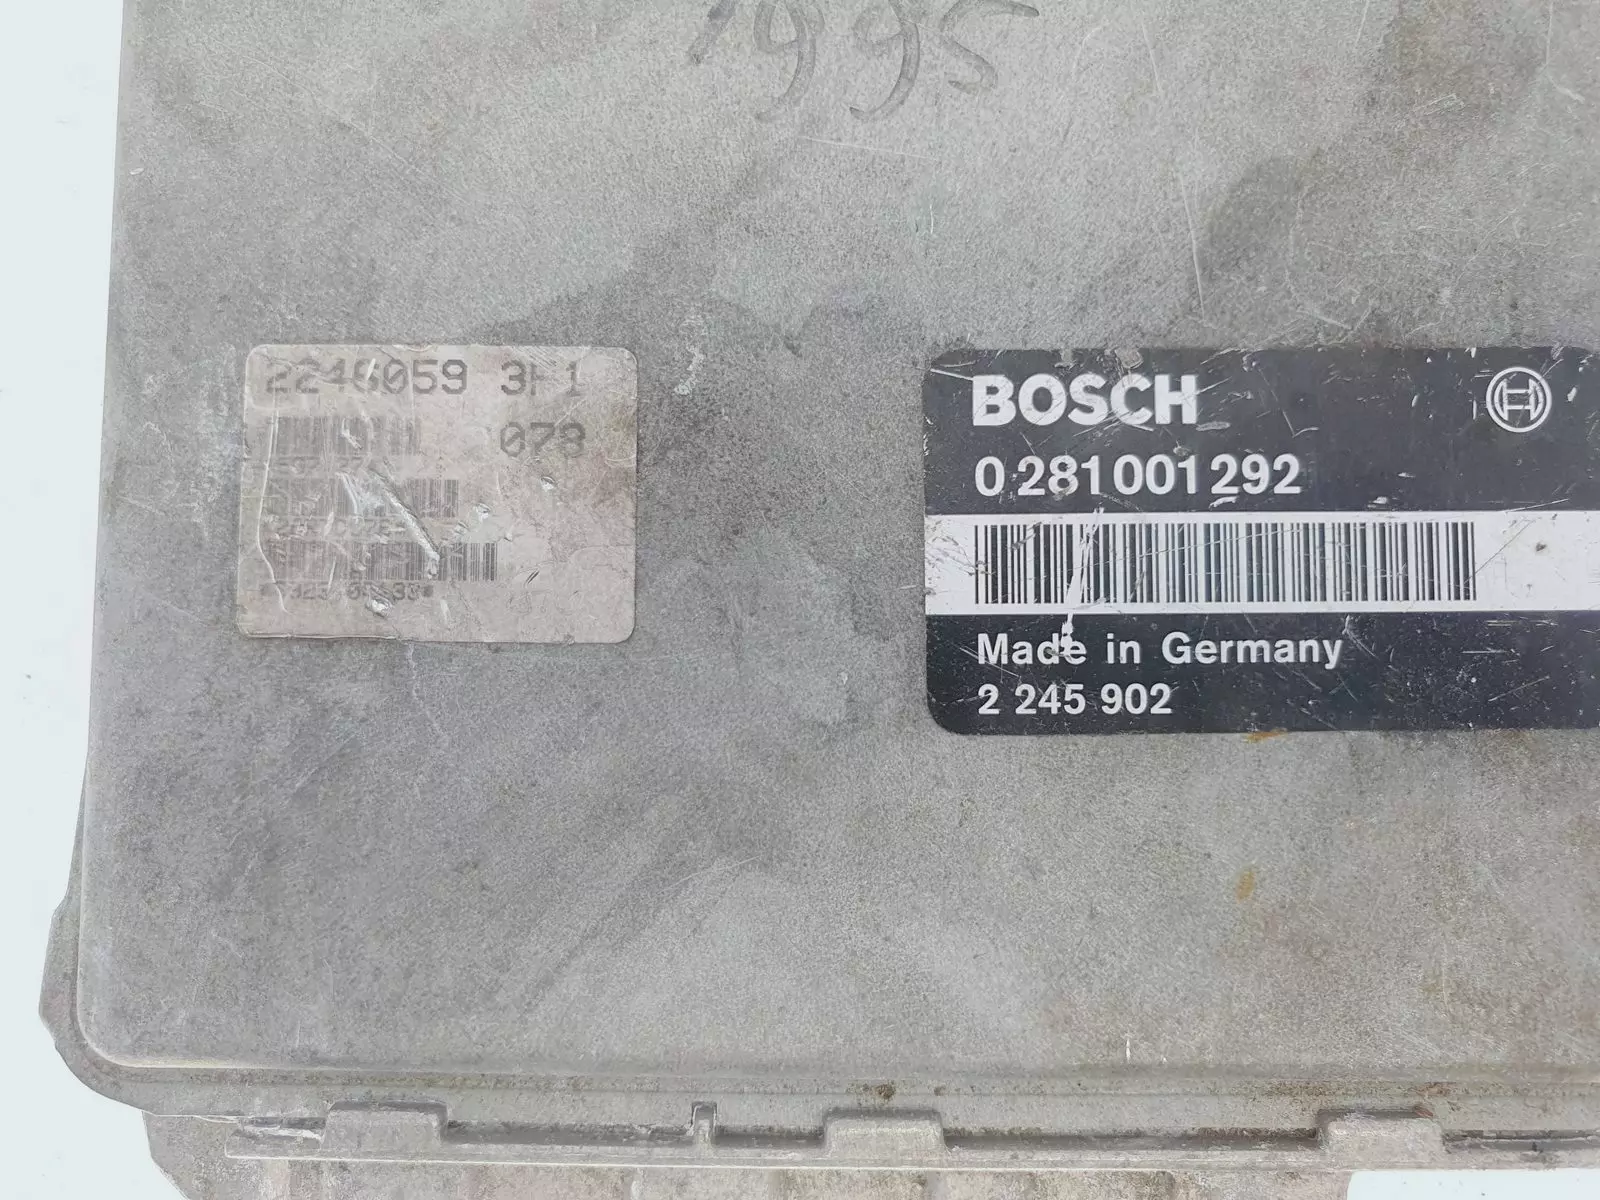 1995
2246059 3H1
078
BOSCH
0 281 001 292
Made in Germany
2 245 902